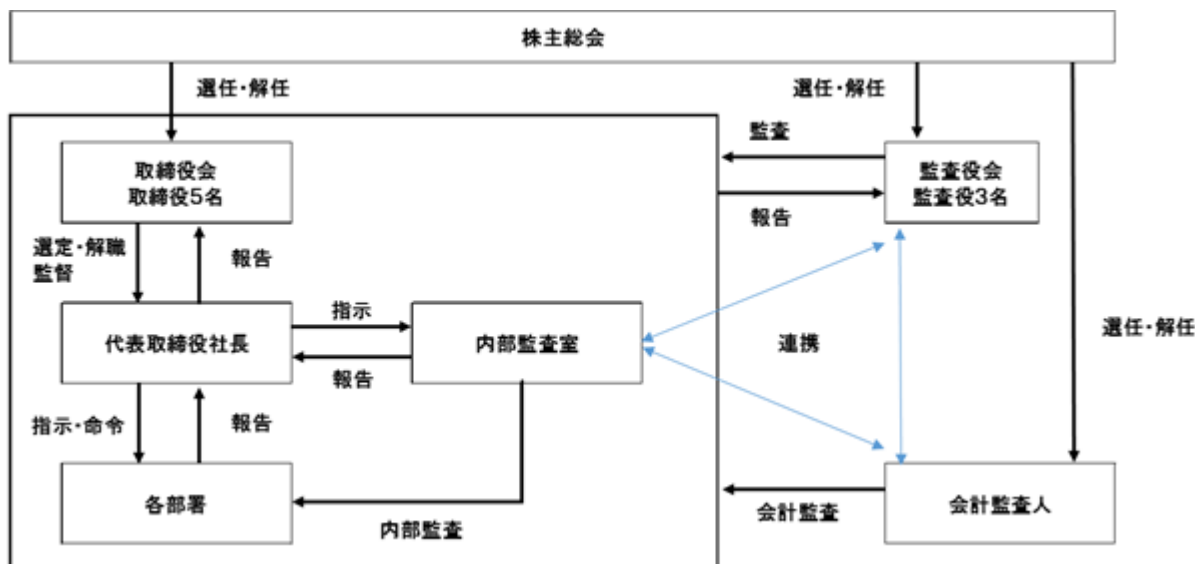 株主総会
選任・解任
選任・解任
監査
取締役会
取締役5名
監査役会
監査役3名
報告
選定・解職
監督
報告
指示
代表取締役社長
内部監査室
連携
選任・解任
報告
指示・命令
報告
各部署
会計監査人
会計監査
内部監査